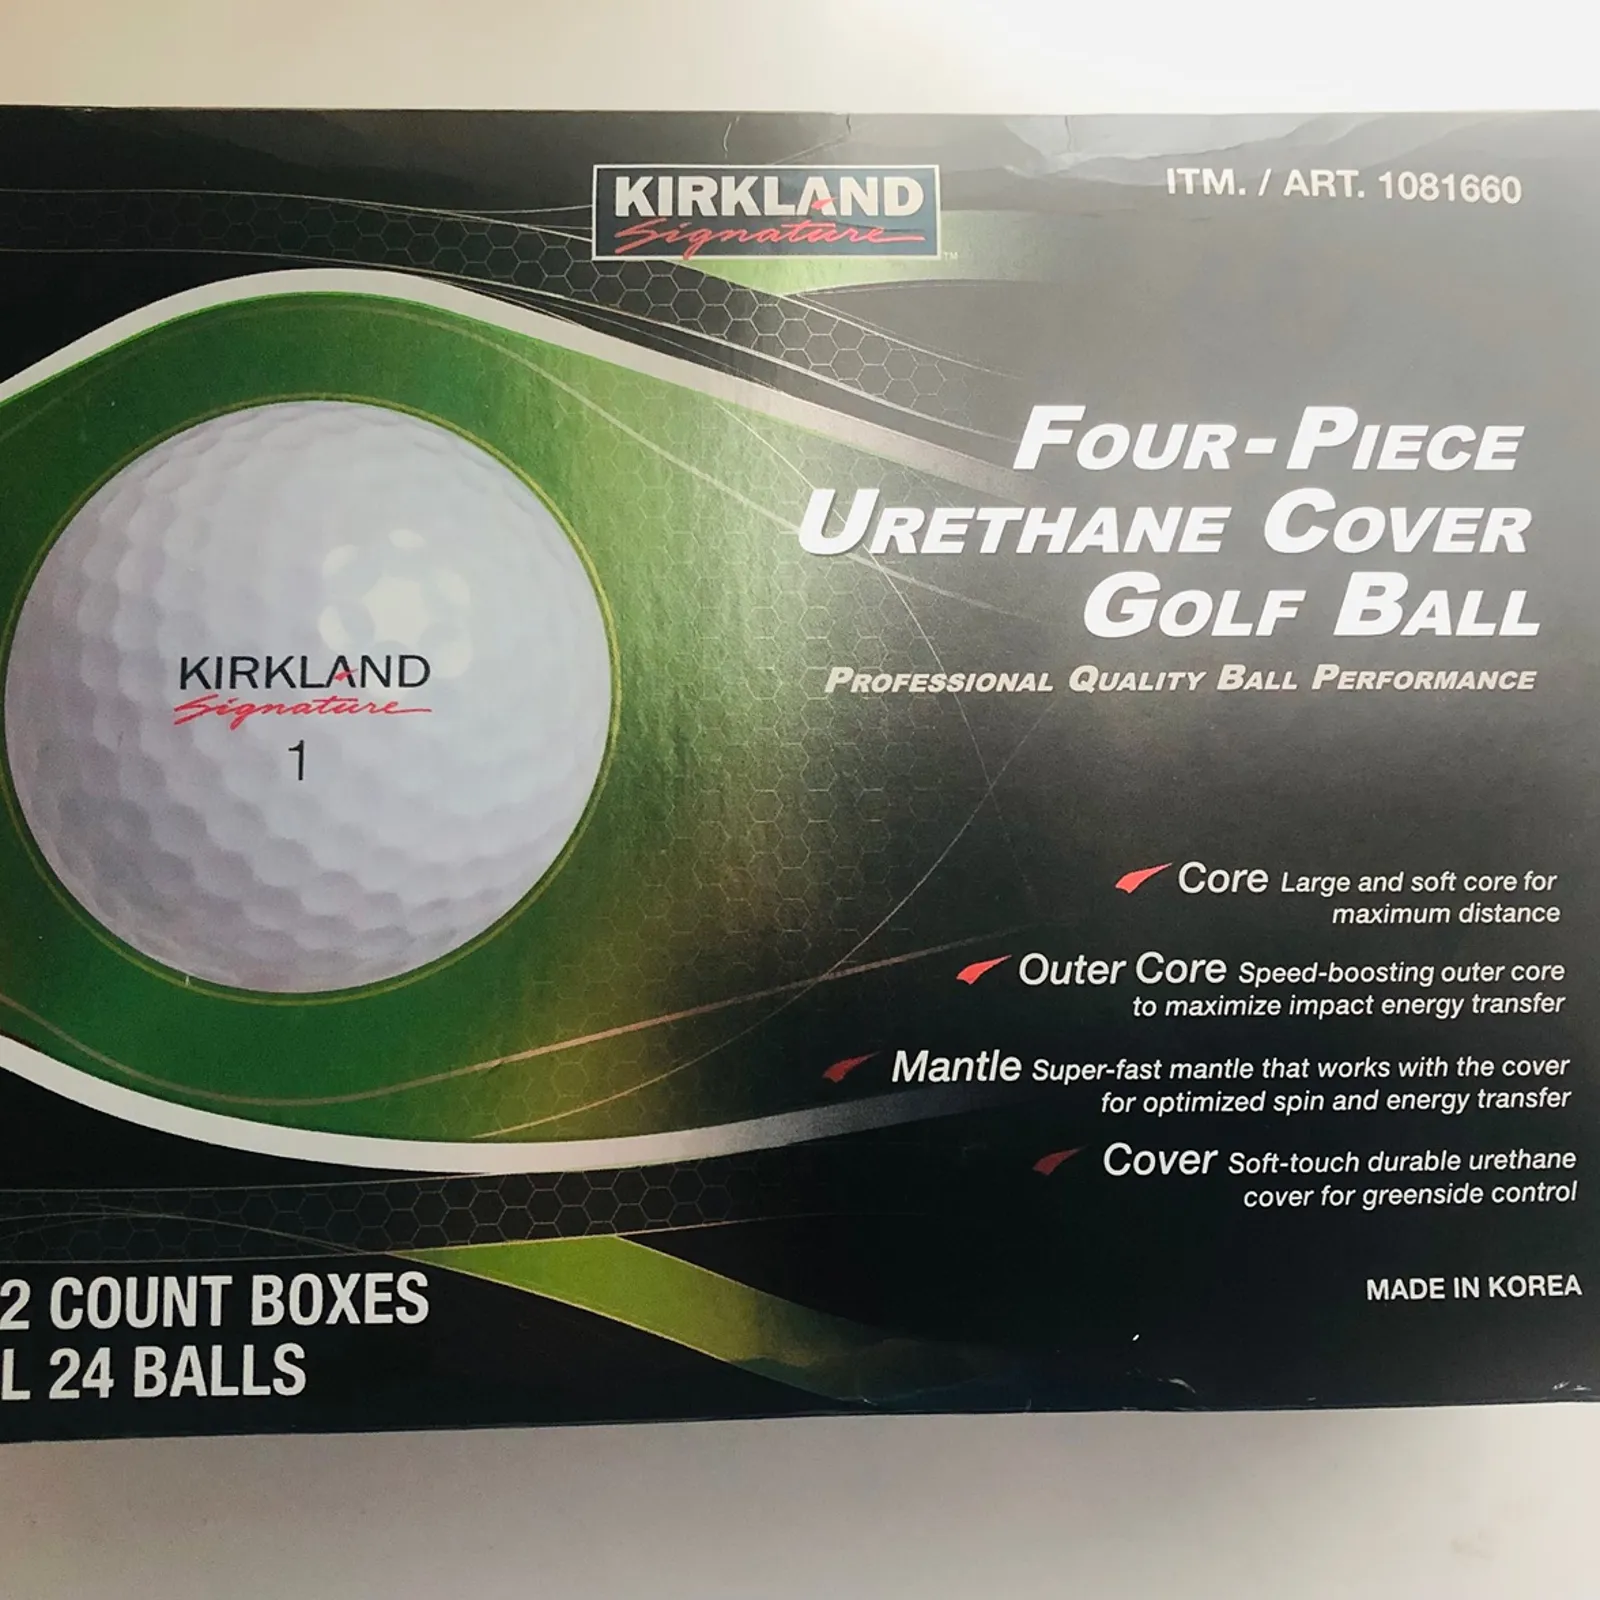 KIRKLAND
Signature
™
ITM. / ART. 1081660
FOUR-PIECE
URETHANE COVER
GOLF BALL
PROFESSIONAL QUALITY BALL PERFORMANCE
KIRKLAND
Signature
1
Core Large and soft core for
maximum distance
Outer Core Speed-boosting outer core
to maximize impact energy transfer
Mantle Super-fast mantle that works with the cover
for optimized spin and energy transfer
Cover Soft-touch durable urethane
cover for greenside control
2 COUNT BOXES
L 24 BALLS
MADE IN KOREA